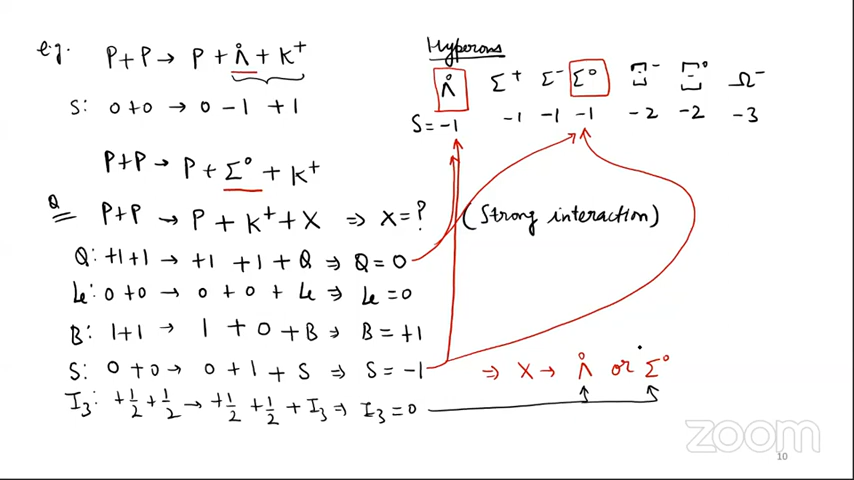 e.g. P+P → P + Λ° + K⁺
S: 0+0 → 0 -1 +1
P+P → P + Σ° + K⁺
Hyperons
Λ° Σ⁺ Σ⁻ Σ° Ξ⁻ Ξ° Ω⁻
S = -1 -1 -1 -1 -2 -2 -3
Q P+P → P + K⁺ + X ⇒ X = ? (Strong interaction)
Q: +1+1 → +1 +1 + Q ⇒ Q = 0
Le: 0+0 → 0 + 0 + Le ⇒ Le = 0
B: 1+1 → 1 + 0 + B ⇒ B = +1
S: 0+0 → 0 + 1 + S ⇒ S = -1
⇒ X → Λ° or Σ°
I₃: +1/2 +1/2 → +1/2 +1/2 + I₃ ⇒ I₃ = 0
zoom
10